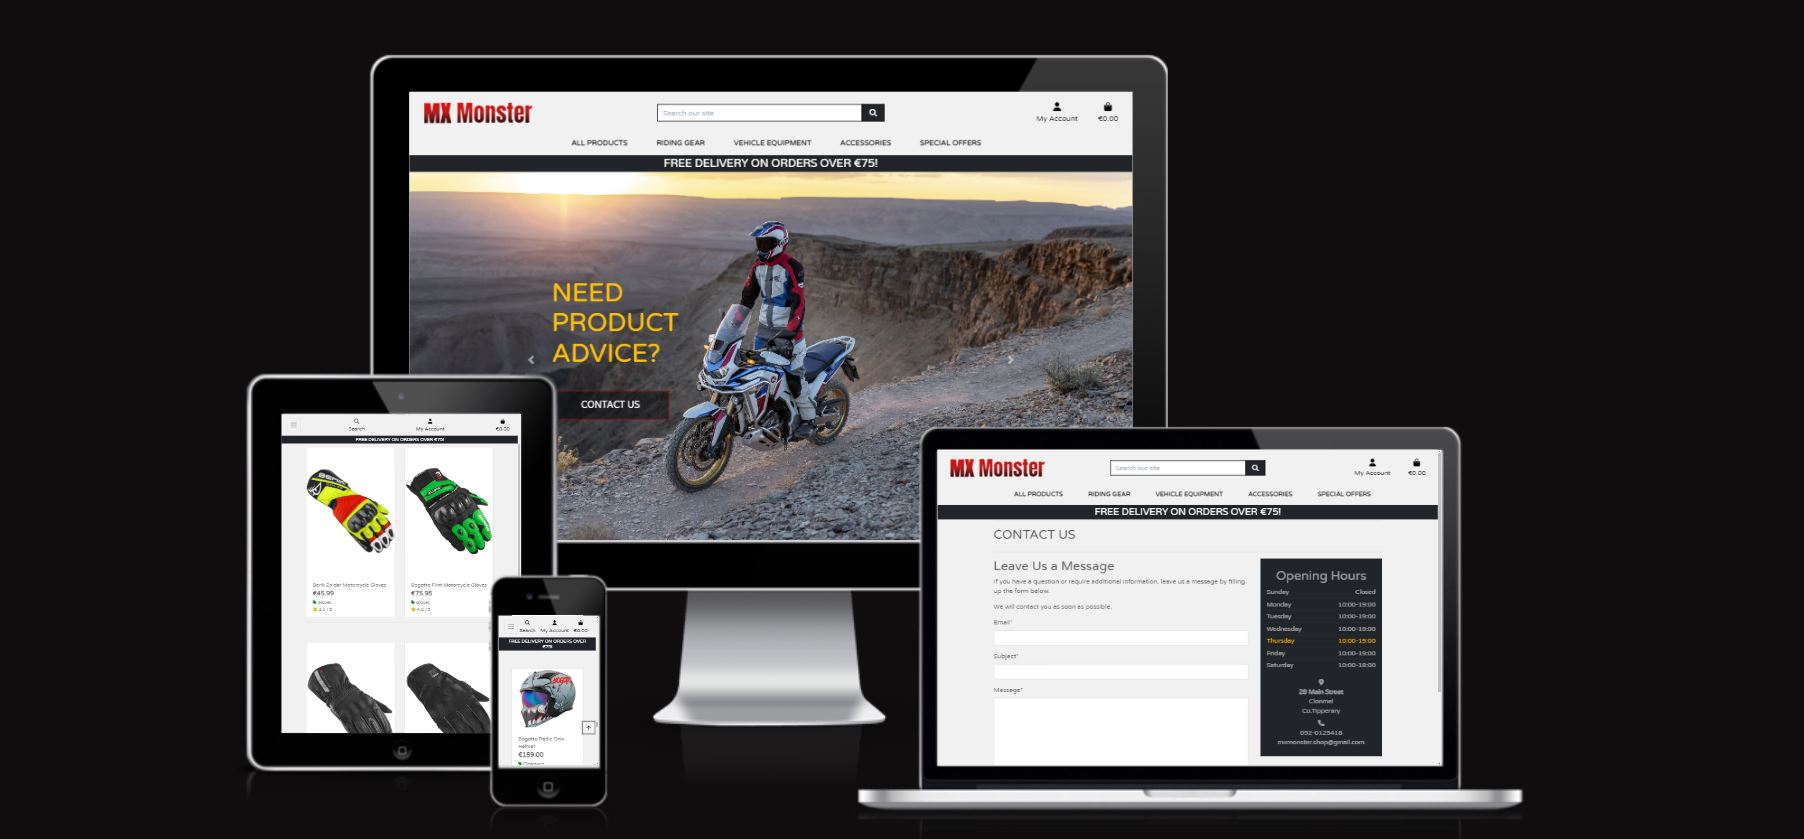 MX Monster
Search our site
My Account
€0.00
ALL PRODUCTS
RIDING GEAR
VEHICLE EQUIPMENT
ACCESSORIES
SPECIAL OFFERS
FREE DELIVERY ON ORDERS OVER €75!
NEED
PRODUCT
ADVICE?
CONTACT US
Search
My Account
€0.00
FREE DELIVERY ON ORDERS OVER €75!
Berik Zoldar Motorcycle Gloves
€45.99
Gloves
Bogotto Flint Motorcycle Gloves
€75.95
Gloves
4.0 / 5
Search
My Account
€0.00
FREE DELIVERY ON ORDERS OVER
€75!
Bogotto Radic Onix
Helmet
€159.00
MX Monster
Search our site
My Account
€0.00
ALL PRODUCTS
RIDING GEAR
VEHICLE EQUIPMENT
ACCESSORIES
SPECIAL OFFERS
FREE DELIVERY ON ORDERS OVER €75!
CONTACT US
Leave Us a Message
If you have a question or require additional information, leave us a message by filling
up the form below.
We will contact you as soon as possible.
Email*
Subject*
Message*
Opening Hours
Sunday Closed
Monday 10:00-19:00
Tuesday 10:00-19:00
Wednesday 10:00-19:00
Thursday 10:00-19:00
Friday 10:00-19:00
Saturday 10:00-18:00
28 Main Street
Clonmel
Co.Tipperary
052-0125418
mxmonster.shop@gmail.com